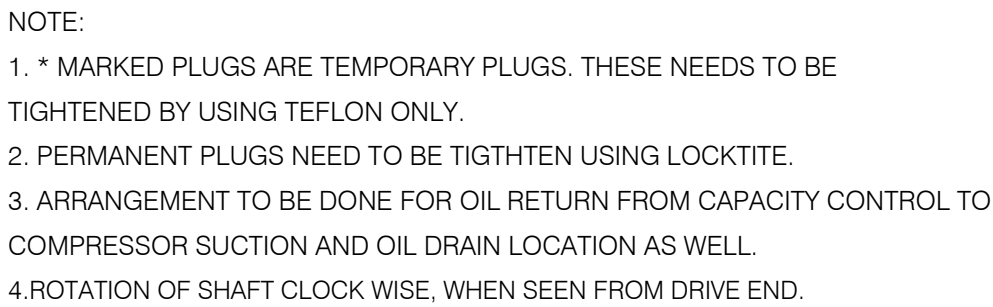 NOTE:
1. * MARKED PLUGS ARE TEMPORARY PLUGS. THESE NEEDS TO BE
TIGHTENED BY USING TEFLON ONLY.
2. PERMANENT PLUGS NEED TO BE TIGTHTEN USING LOCKTITE.
3. ARRANGEMENT TO BE DONE FOR OIL RETURN FROM CAPACITY CONTROL TO
COMPRESSOR SUCTION AND OIL DRAIN LOCATION AS WELL.
4.ROTATION OF SHAFT CLOCK WISE, WHEN SEEN FROM DRIVE END.